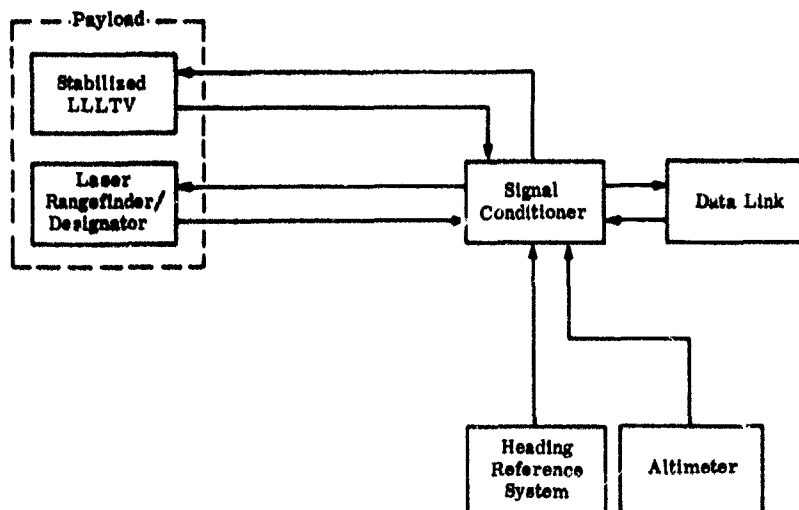 Payload
Stabilized
LLLTV
Laser
Rangefinder/
Designator
Signal
Conditioner
Data Link
Heading
Reference
System
Altimeter